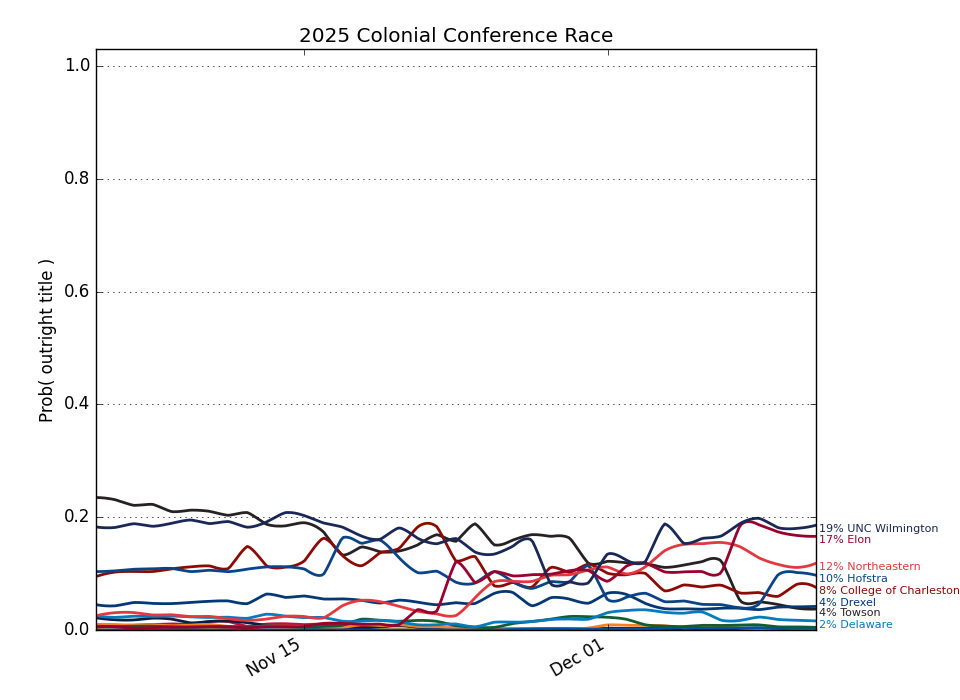 2025 Colonial Conference Race
Prob( outright title )
1.0
0.8
0.6
0.4
0.2
0.0
Nov 15
Dec 01
19% UNC Wilmington
17% Elon
12% Northeastern
10% Hofstra
8% College of Charleston
4% Drexel
4% Towson
2% Delaware